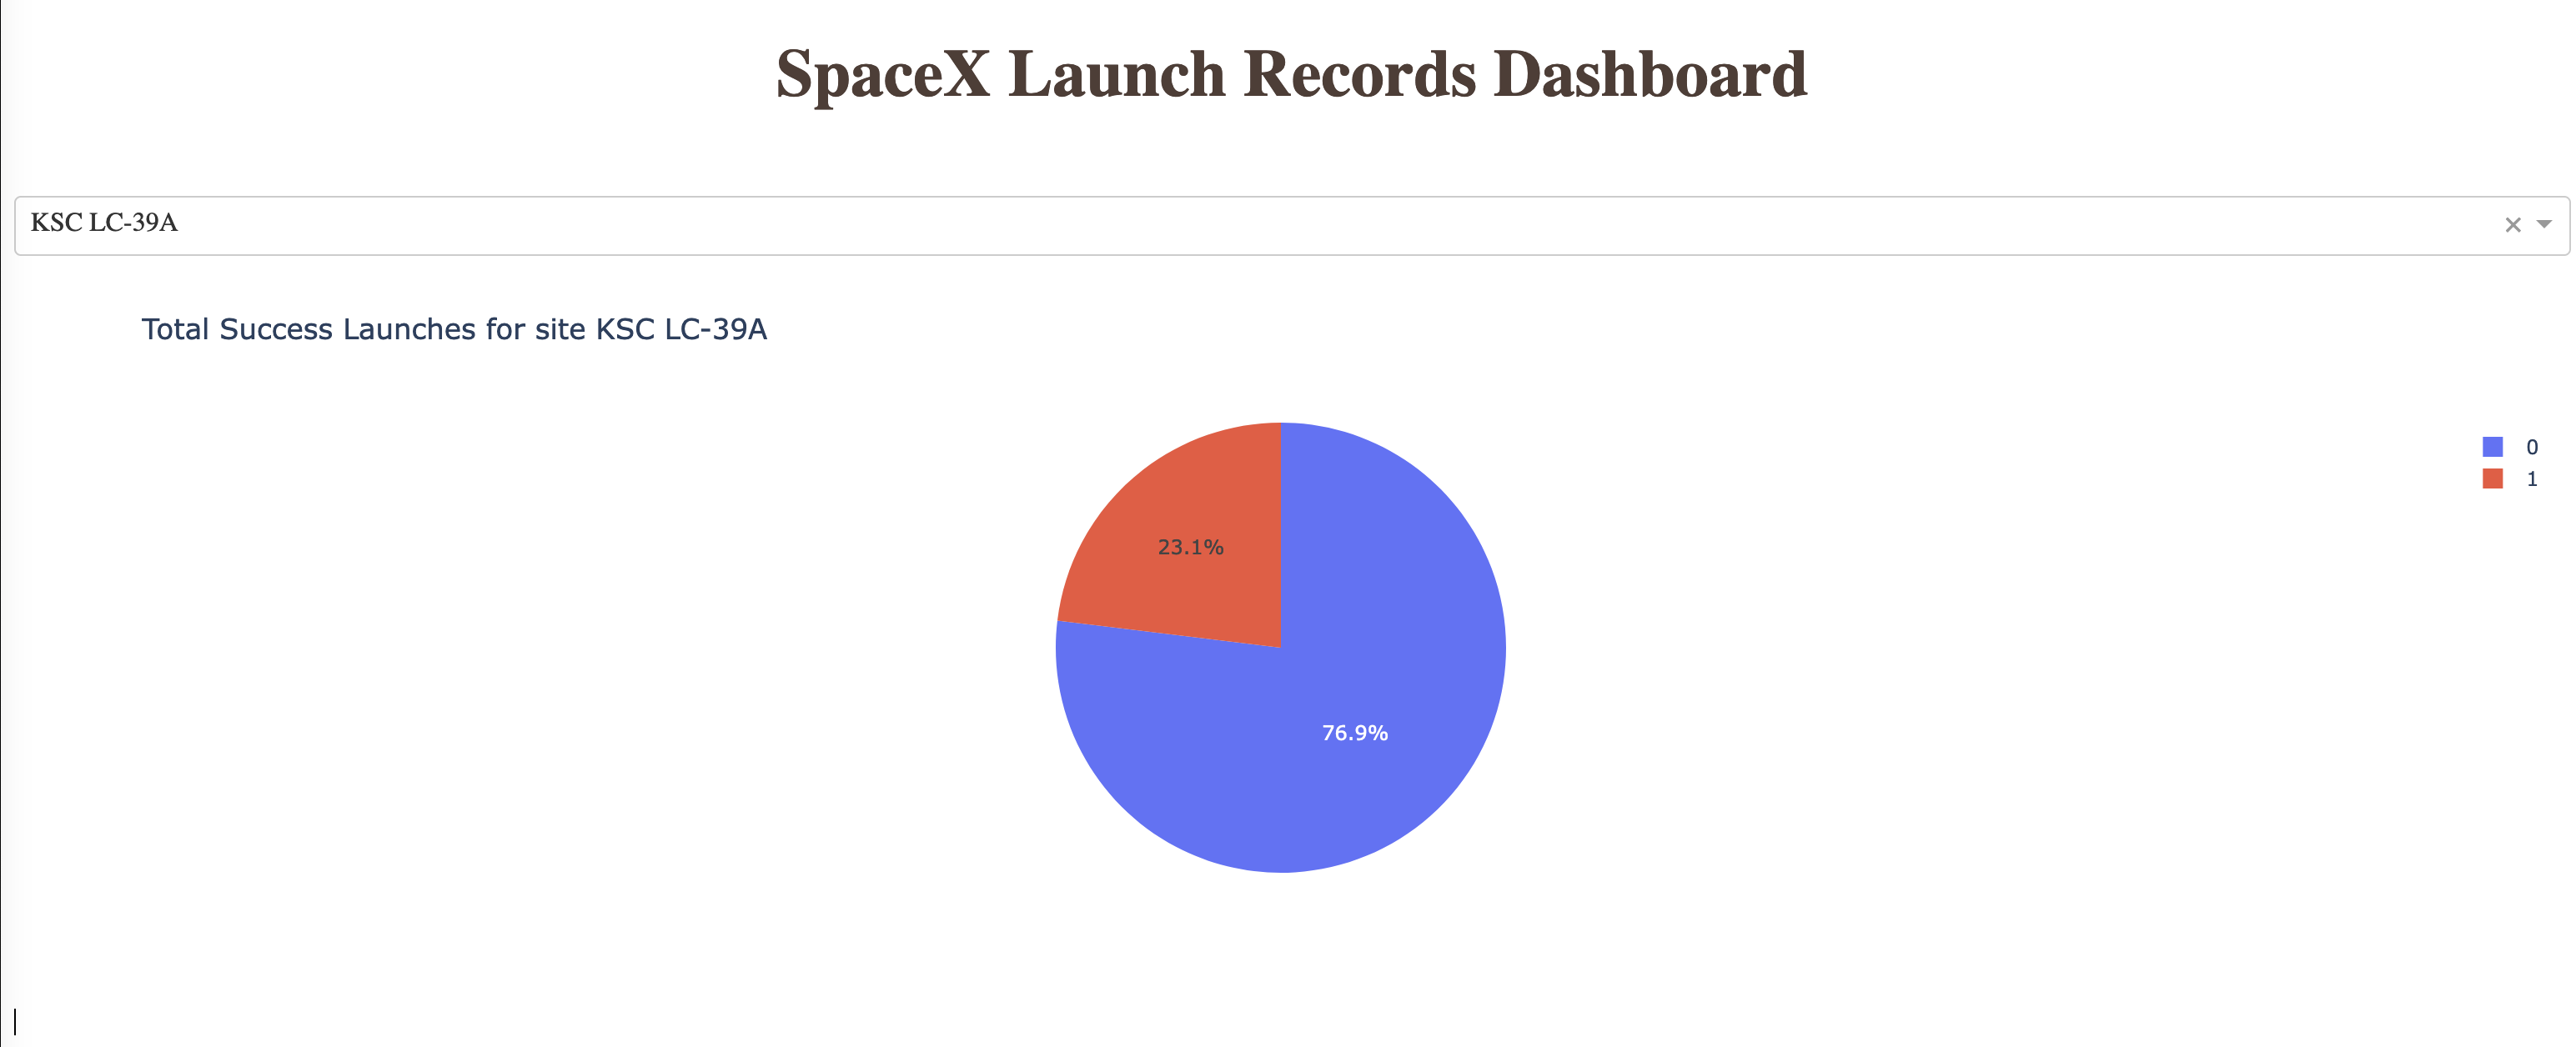 SpaceX Launch Records Dashboard
KSC LC-39A
Total Success Launches for site KSC LC-39A
0
1
23.1%
76.9%